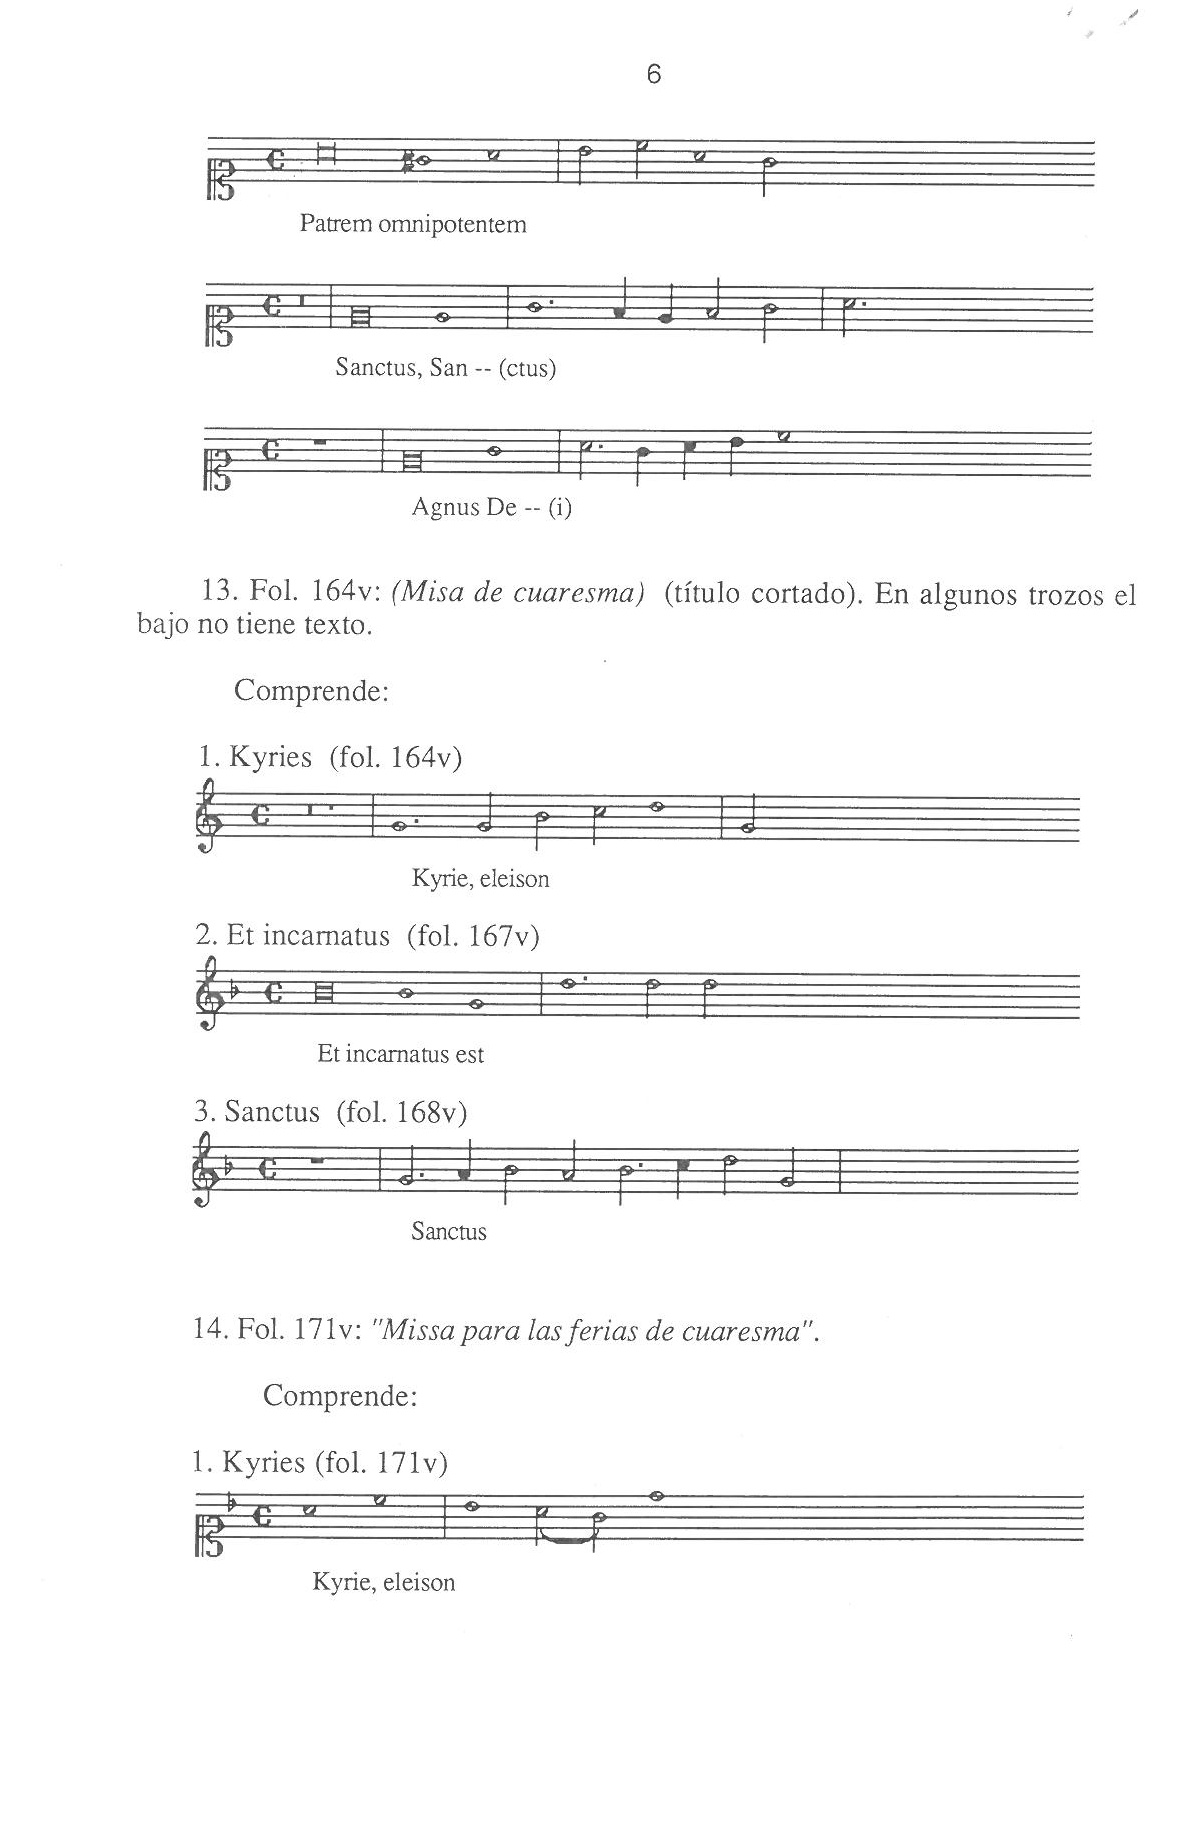 6
Patrem omnipotentem
Sanctus, San -- (ctus)
Agnus De -- (i)
13. Fol. 164v: (Misa de cuaresma) (título cortado). En algunos trozos el
bajo no tiene texto.
Comprende:
1. Kyries (fol. 164v)
Kyrie, eleison
2. Et incarnatus (fol. 167v)
Et incarnatus est
3. Sanctus (fol. 168v)
Sanctus
14. Fol. 171v: "Missa para las ferias de cuaresma".
Comprende:
1. Kyries (fol. 171v)
Kyrie, eleison